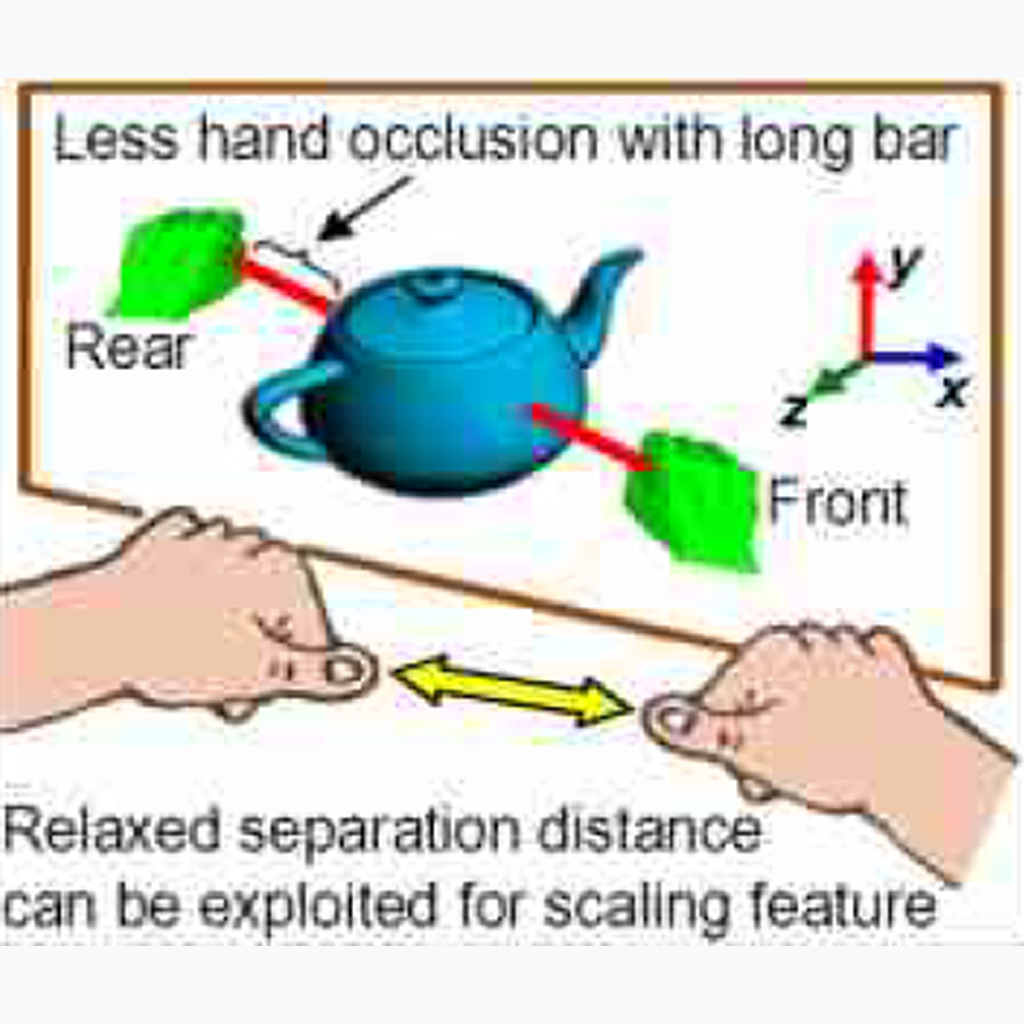 Less hand occlusion with long bar
y
Rear
x
z
Front
Relaxed separation distance
can be exploited for scaling feature